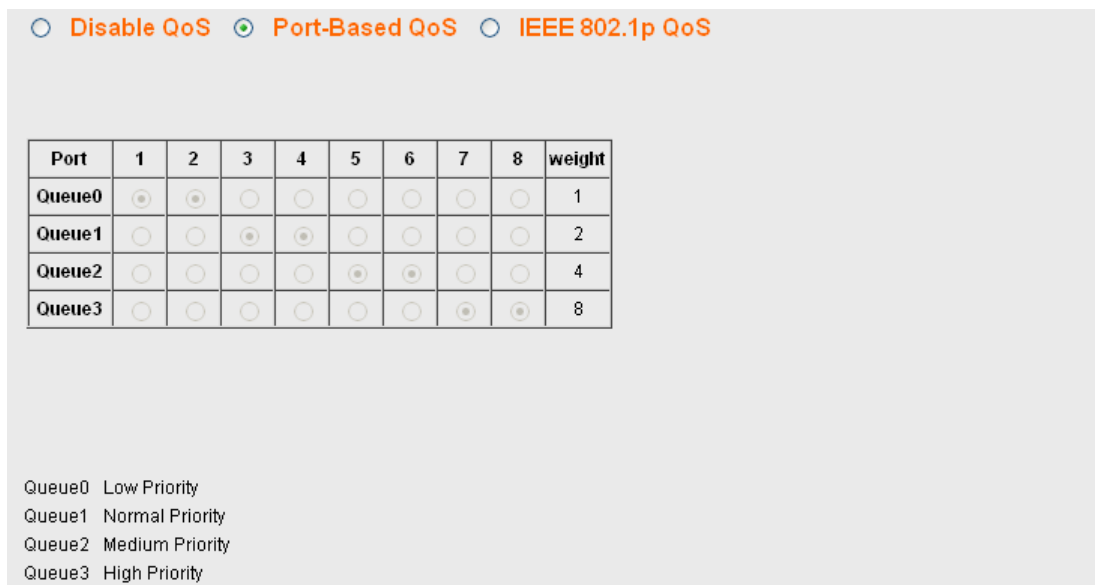 Disable QoS Port-Based QoS IEEE 802.1p QoS
Port 1 2 3 4 5 6 7 8 weight
Queue0 1
Queue1 2
Queue2 4
Queue3 8
Queue0 Low Priority
Queue1 Normal Priority
Queue2 Medium Priority
Queue3 High Priority